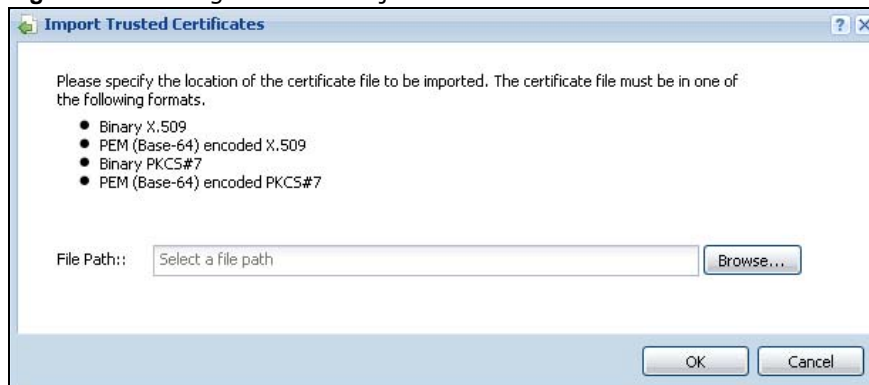 Import Trusted Certificates
Please specify the location of the certificate file to be imported. The certificate file must be in one of
the following formats.
● Binary X.509
● PEM (Base-64) encoded X.509
● Binary PKCS#7
● PEM (Base-64) encoded PKCS#7
File Path:: Select a file path Browse...
OK Cancel